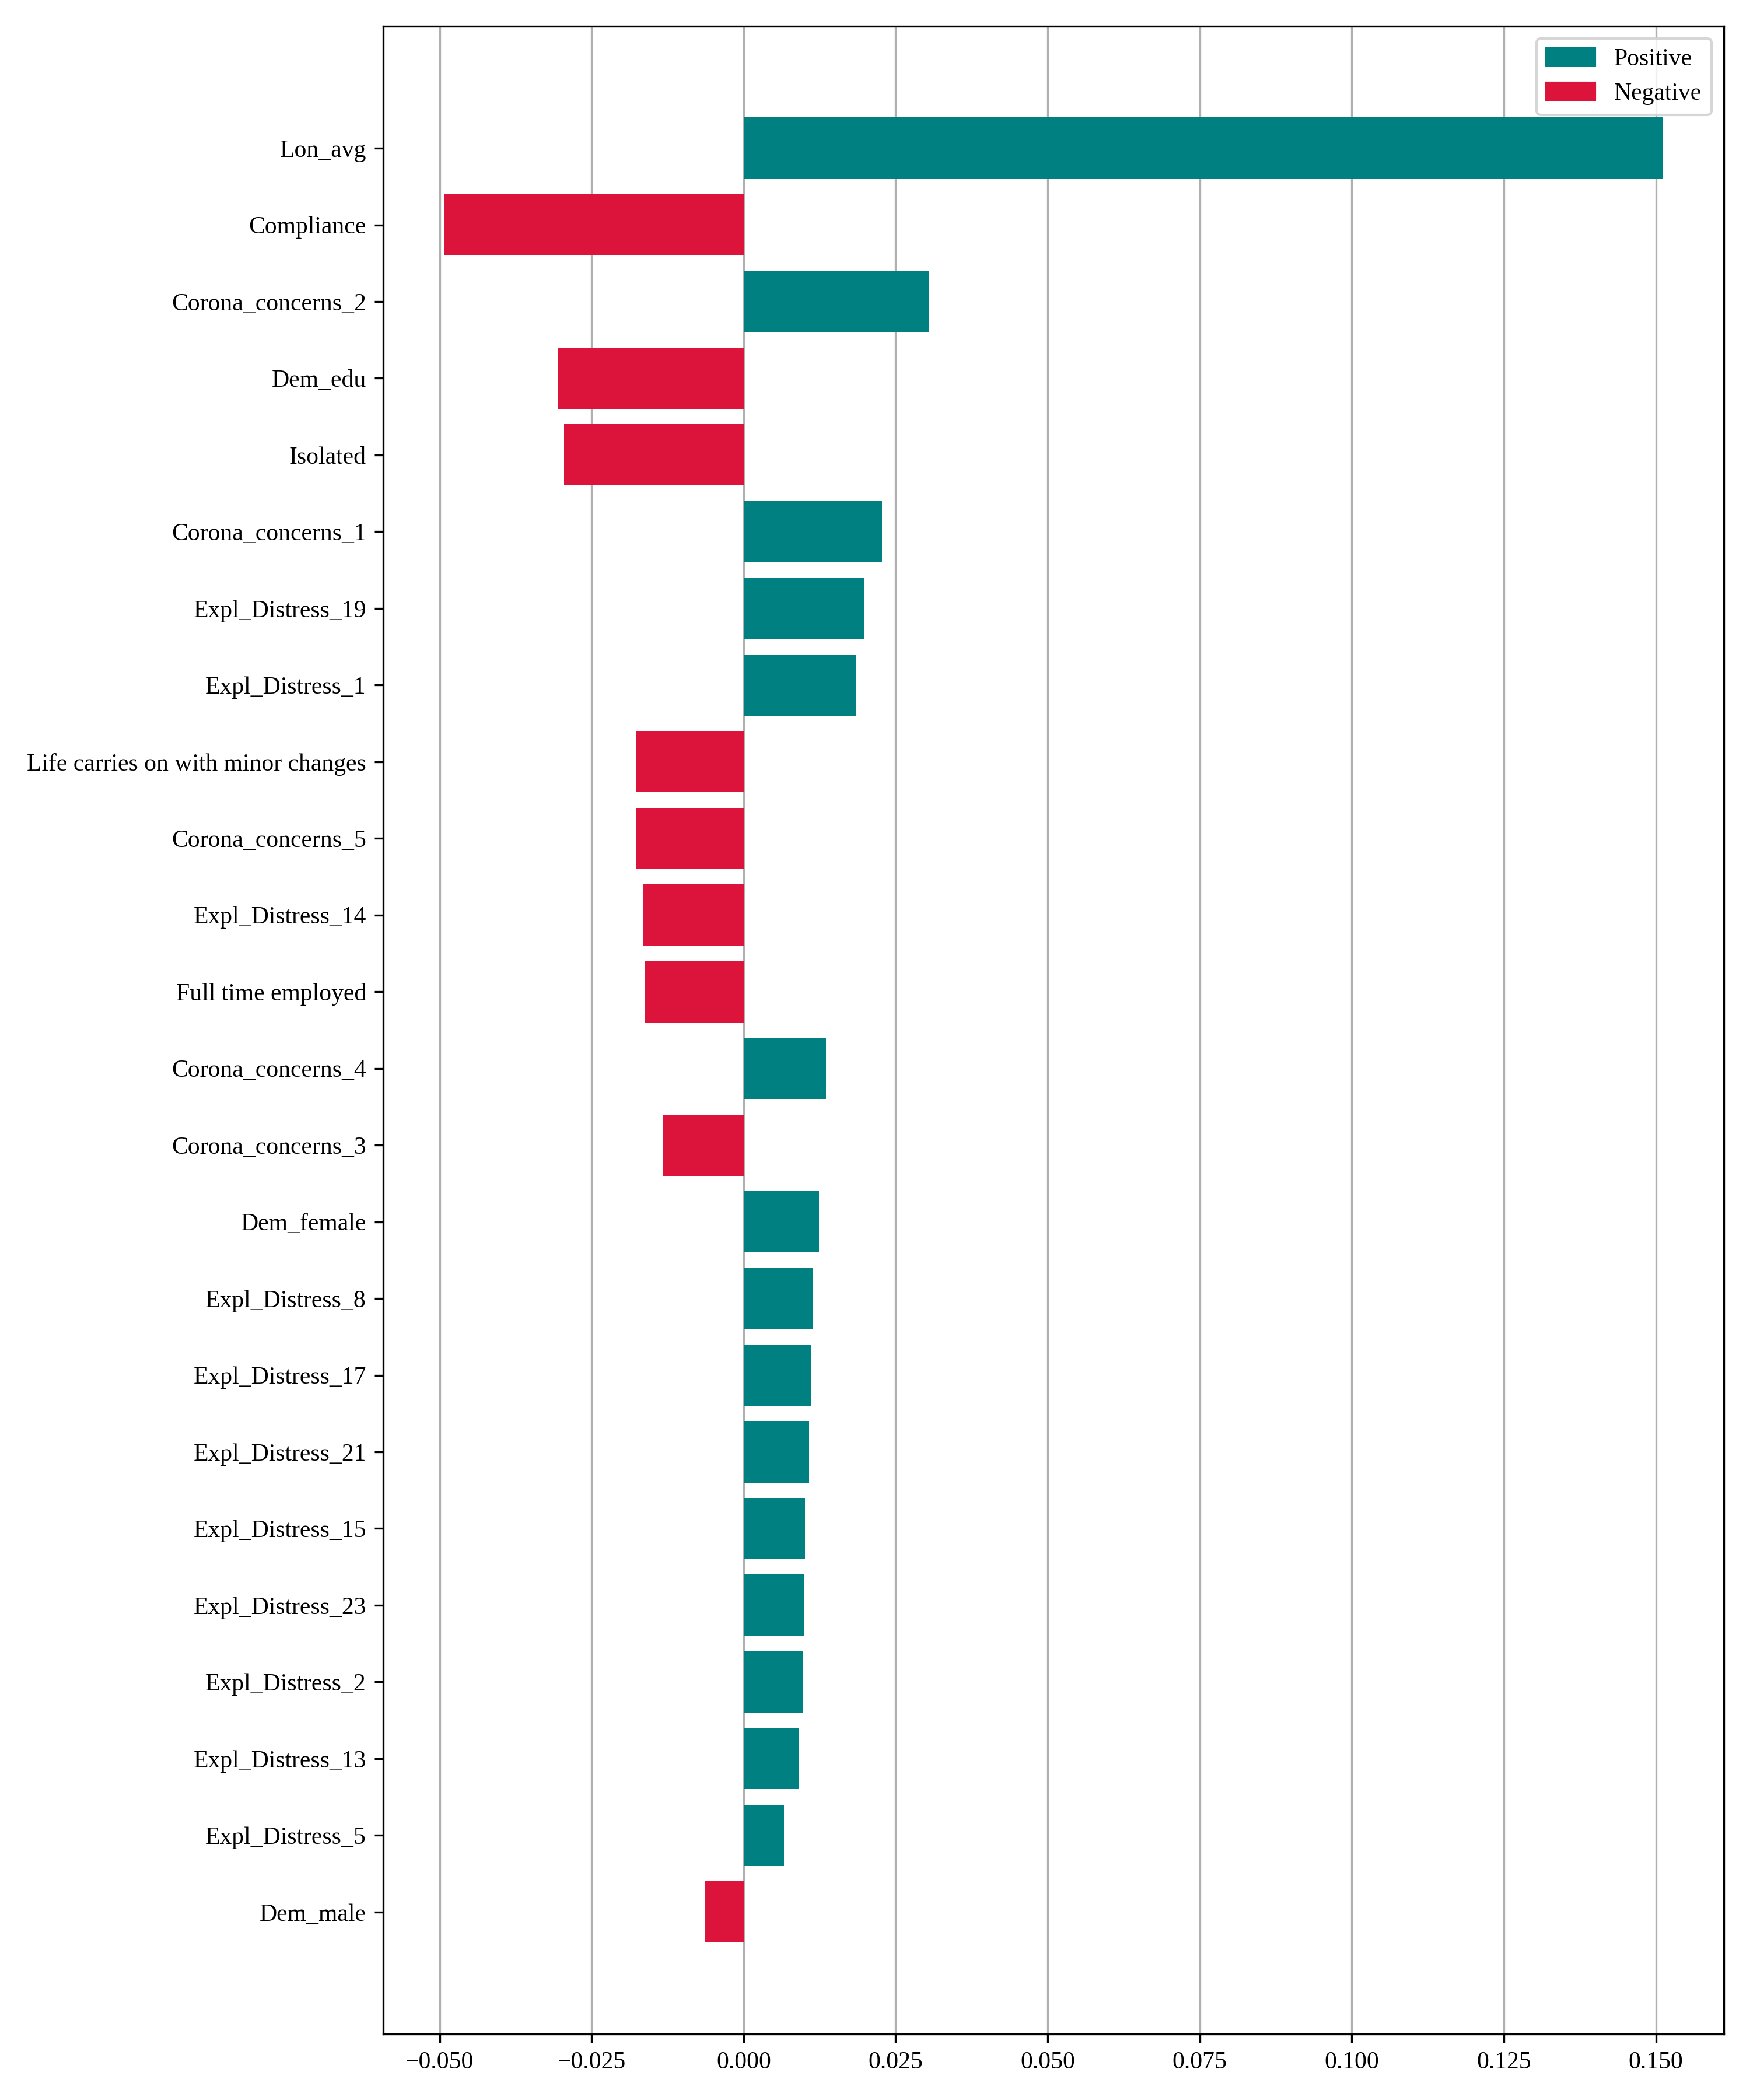 Positive
Negative
Lon_avg
Compliance
Corona_concerns_2
Dem_edu
Isolated
Corona_concerns_1
Expl_Distress_19
Expl_Distress_1
Life carries on with minor changes
Corona_concerns_5
Expl_Distress_14
Full time employed
Corona_concerns_4
Corona_concerns_3
Dem_female
Expl_Distress_8
Expl_Distress_17
Expl_Distress_21
Expl_Distress_15
Expl_Distress_23
Expl_Distress_2
Expl_Distress_13
Expl_Distress_5
Dem_male
−0.050 −0.025 0.000 0.025 0.050 0.075 0.100 0.125 0.150